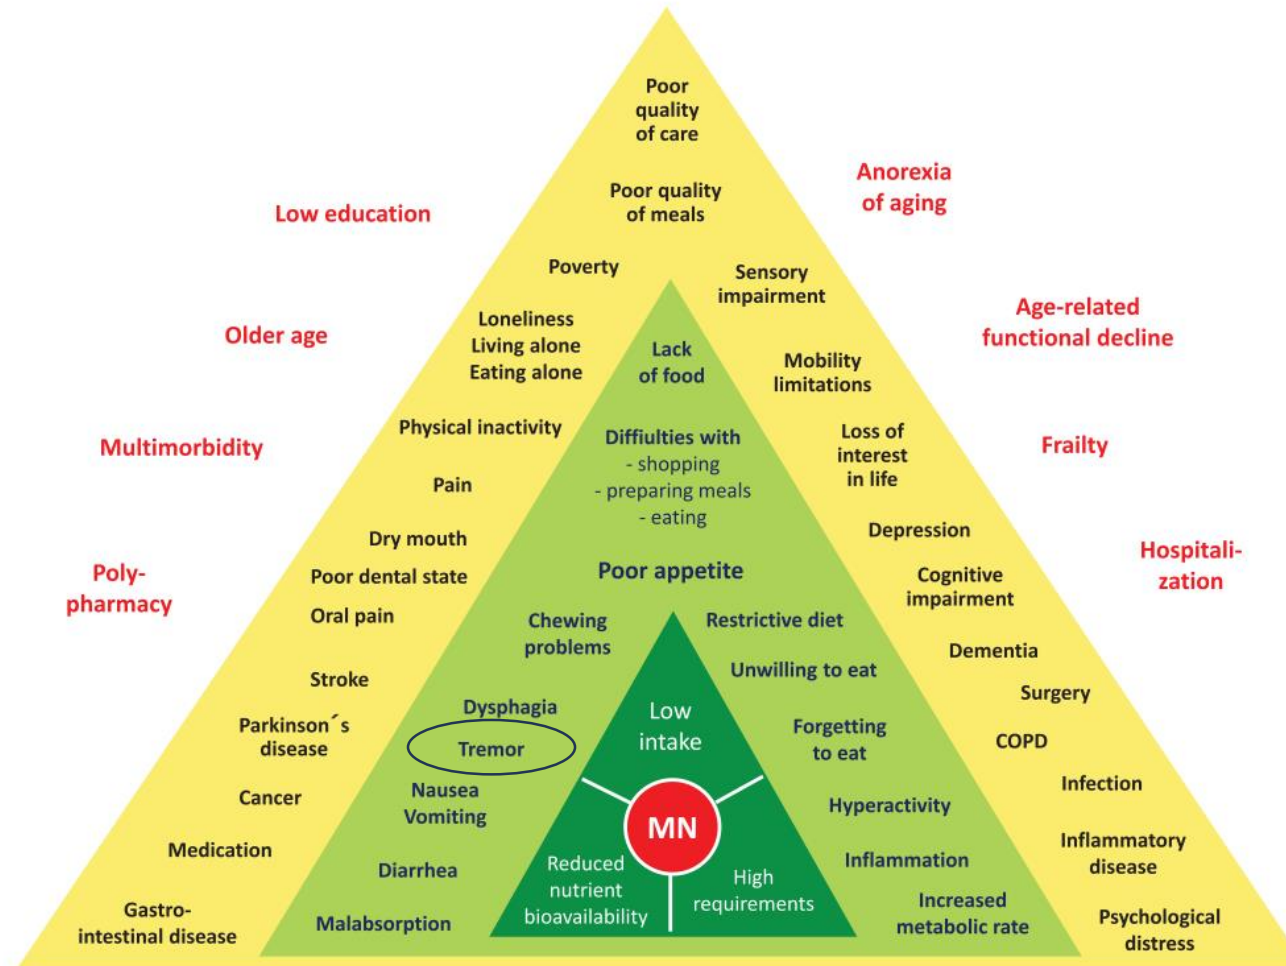 Poor
quality
of care
Poor quality
of meals
Poverty
Loneliness
Living alone
Eating alone
Physical inactivity
Pain
Dry mouth
Poor dental state
Oral pain
Stroke
Parkinson´s
disease
Cancer
Medication
Gastro-
intestinal disease
Sensory
impairment
Mobility
limitations
Loss of
interest
in life
Depression
Cognitive
impairment
Dementia
Surgery
COPD
Infection
Inflammatory
disease
Psychological
distress
Low education
Older age
Multimorbidity
Poly-
pharmacy
Anorexia
of aging
Age-related
functional decline
Frailty
Hospitali-
zation
Lack
of food
Diffiulties with
- shopping
- preparing meals
- eating
Poor appetite
Chewing
problems
Dysphagia
Tremor
Nausea
Vomiting
Diarrhea
Malabsorption
Restrictive diet
Unwilling to eat
Forgetting
to eat
Hyperactivity
Inflammation
Increased
metabolic rate
Low
intake
MN
Reduced
nutrient
bioavailability
High
requirements